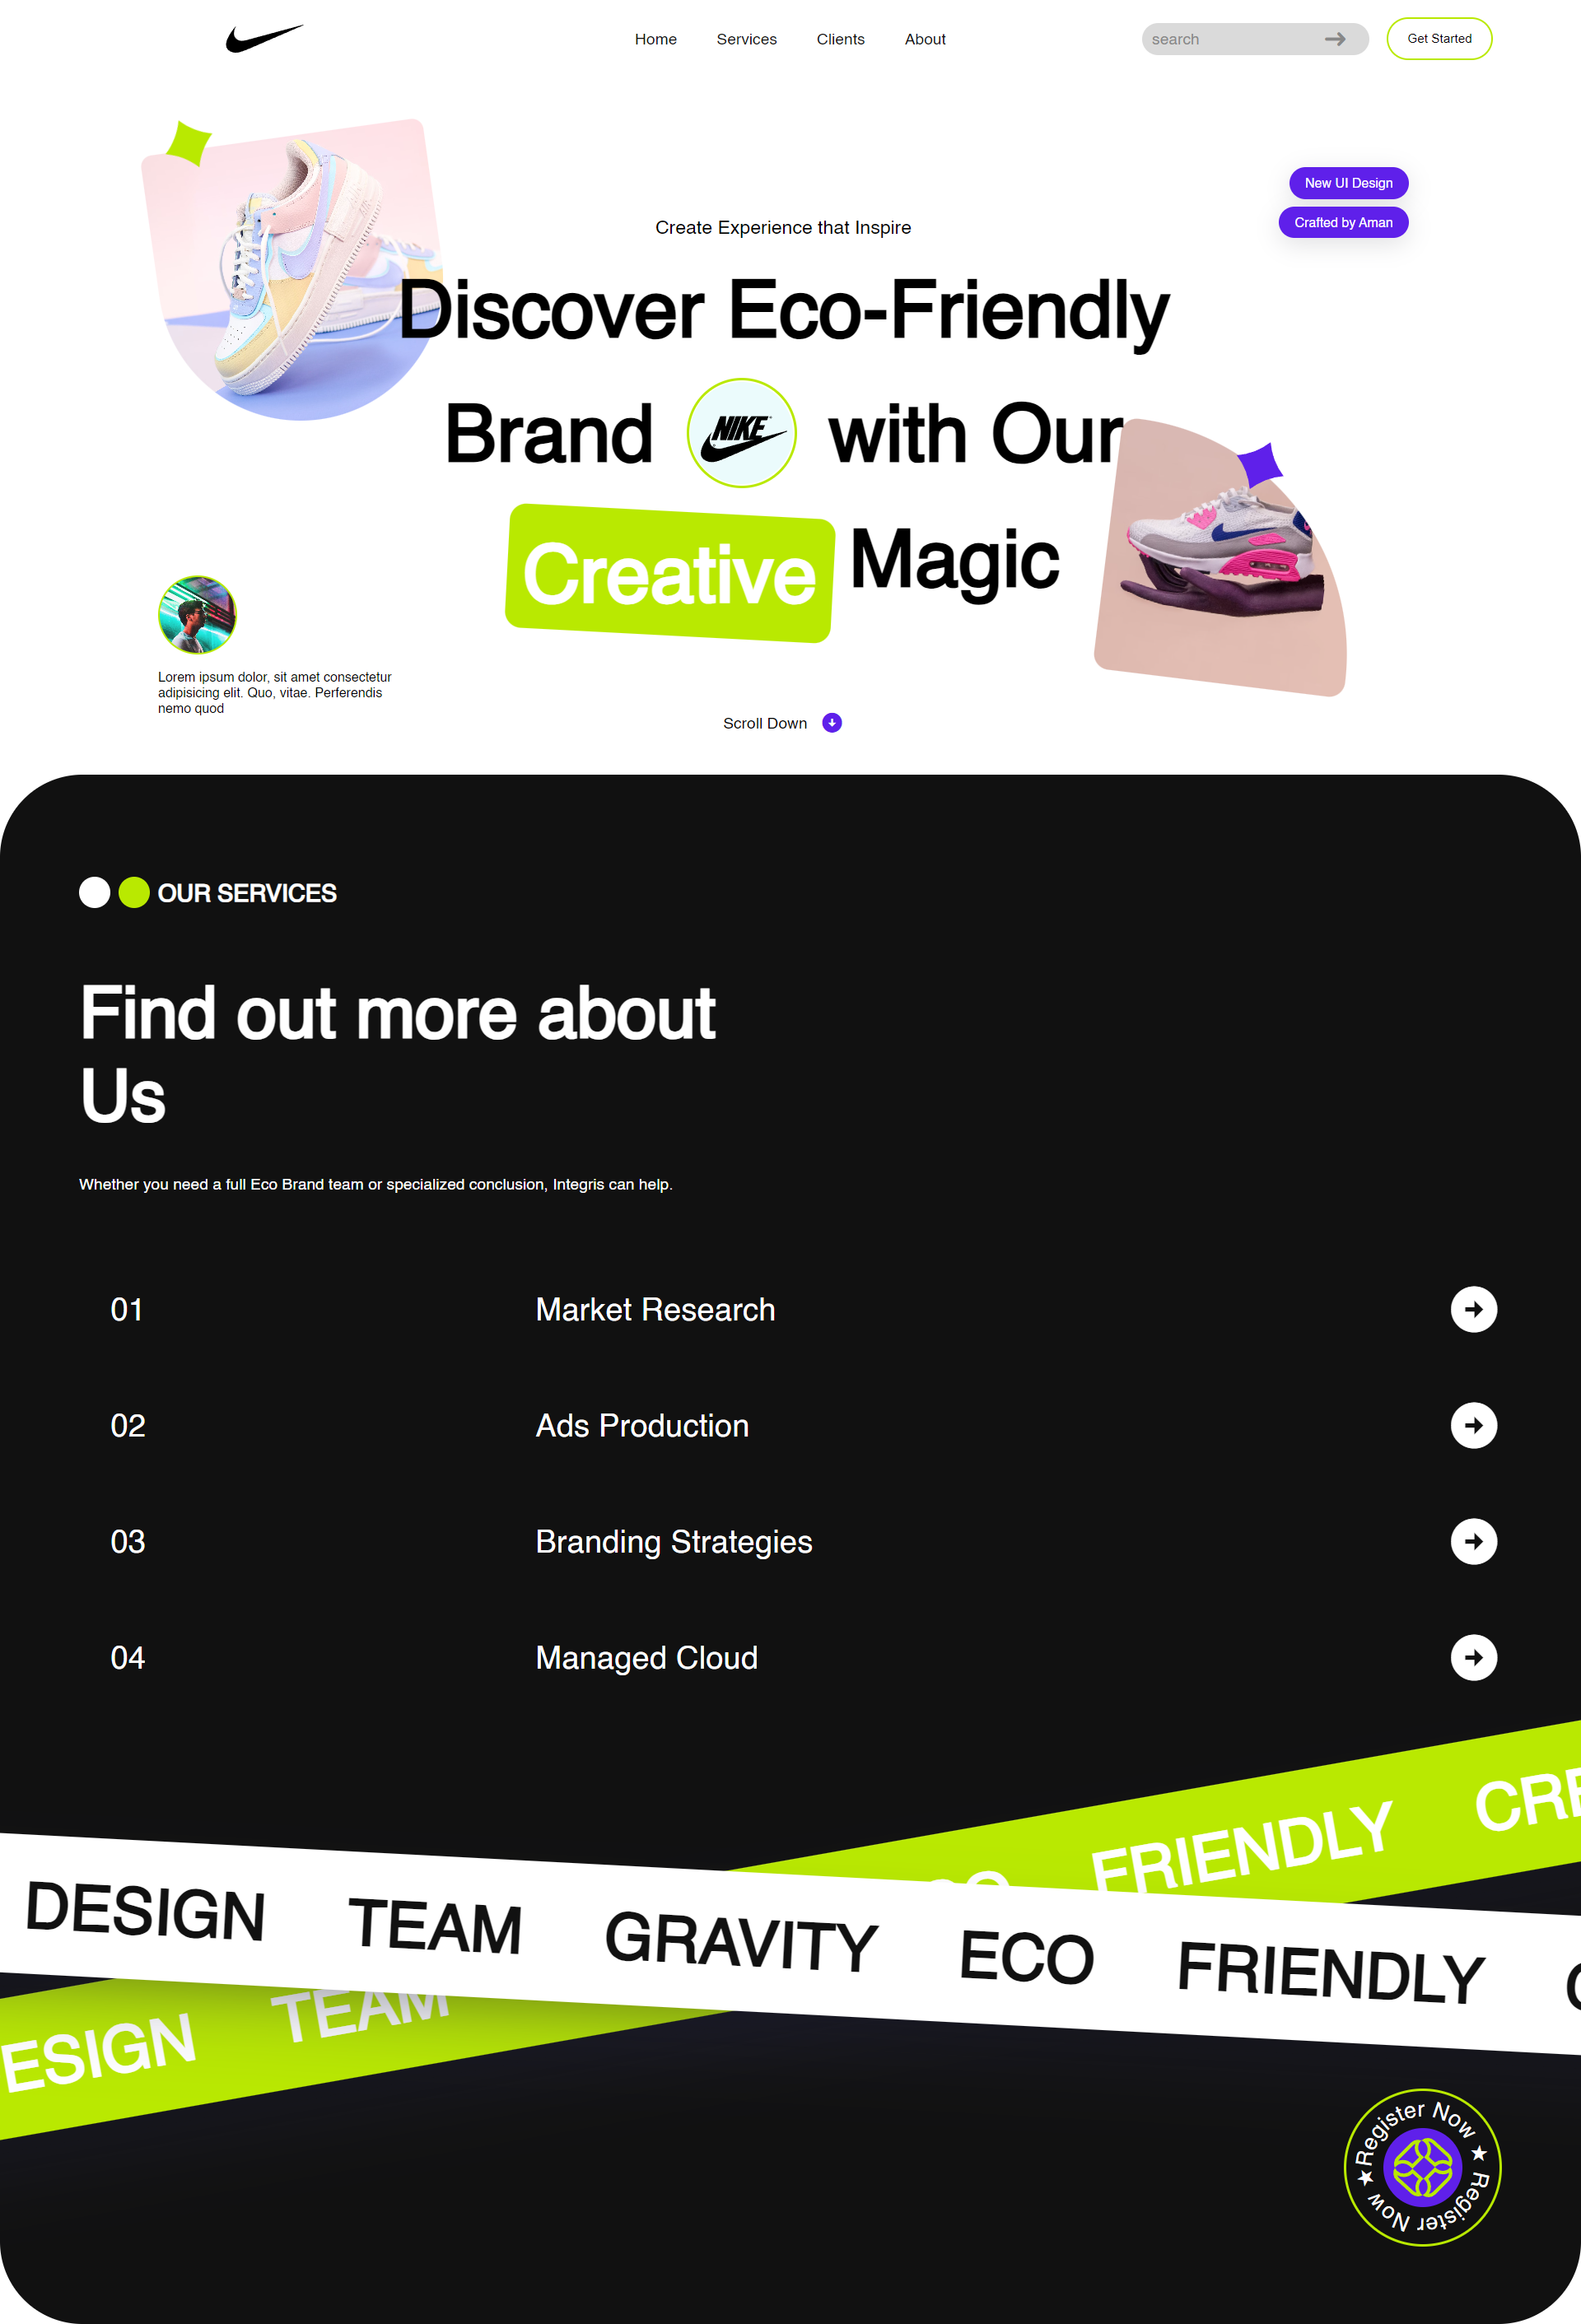 Home Services Clients About search Get Started
New UI Design
Crafted by Aman
Create Experience that Inspire
Discover Eco-Friendly
Brand NIKE with Our
Creative Magic
Lorem ipsum dolor, sit amet consectetur
adipisicing elit. Quo, vitae. Perferendis
nemo quod
Scroll Down
OUR SERVICES
Find out more about
Us
Whether you need a full Eco Brand team or specialized conclusion, Integris can help.
01 Market Research
02 Ads Production
03 Branding Strategies
04 Managed Cloud
FRIENDLY CRE
DESIGN TEAM GRAVITY ECO FRIENDLY
ESIGN TEAM
Register Now ★ Register Now ★